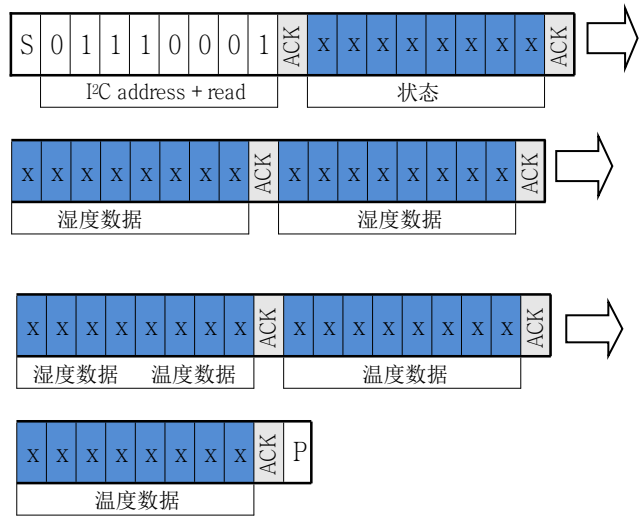 S 0 1 1 1 0 0 0 1 ACK x x x x x x x x ACK
I²C address + read 状态
x x x x x x x x ACK x x x x x x x x ACK
湿度数据 湿度数据
x x x x x x x x ACK x x x x x x x x ACK
湿度数据 温度数据 温度数据
x x x x x x x x ACK P
温度数据